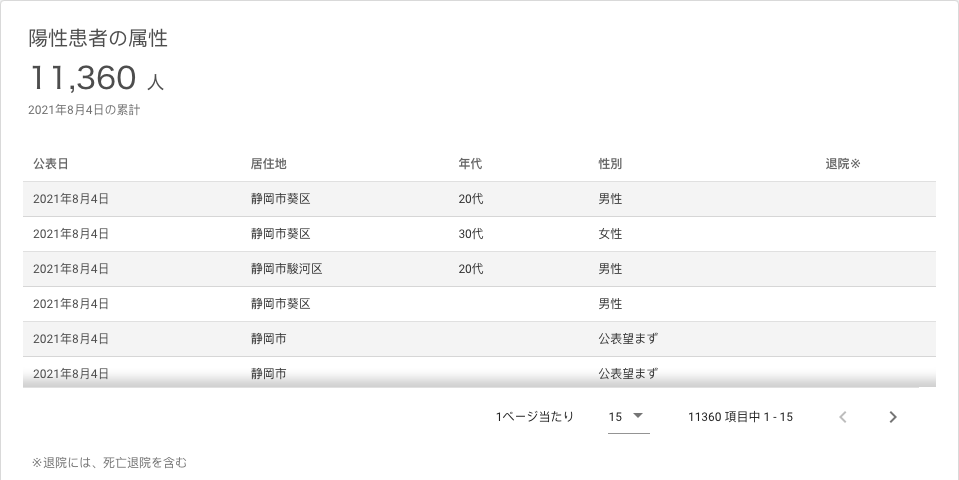 陽性患者の属性
11,360 人
2021年8月4日の累計
公表日 居住地 年代 性別 退院※
2021年8月4日 静岡市葵区 20代 男性
2021年8月4日 静岡市葵区 30代 女性
2021年8月4日 静岡市駿河区 20代 男性
2021年8月4日 静岡市葵区 男性
2021年8月4日 静岡市 公表望まず
2021年8月4日 静岡市 公表望まず
1ページ当たり 15 11360 項目中 1 - 15
※退院には、死亡退院を含む